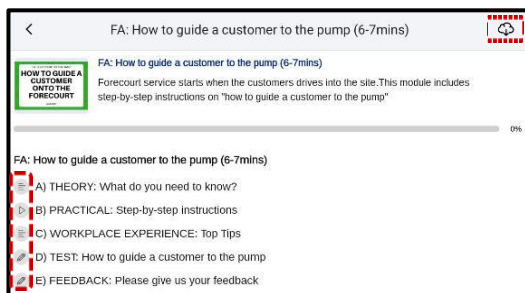 FA: How to guide a customer to the pump (6-7mins)
HOW TO GUIDE A
CUSTOMER
ONTO THE
FORECOURT
FA: How to guide a customer to the pump (6-7mins)
Forecourt service starts when the customers drives into the site.This module includes
step-by-step instructions on "how to guide a customer to the pump"
0%
FA: How to guide a customer to the pump (6-7mins)
A) THEORY: What do you need to know?
B) PRACTICAL: Step-by-step instructions
C) WORKPLACE EXPERIENCE: Top Tips
D) TEST: How to guide a customer to the pump
E) FEEDBACK: Please give us your feedback